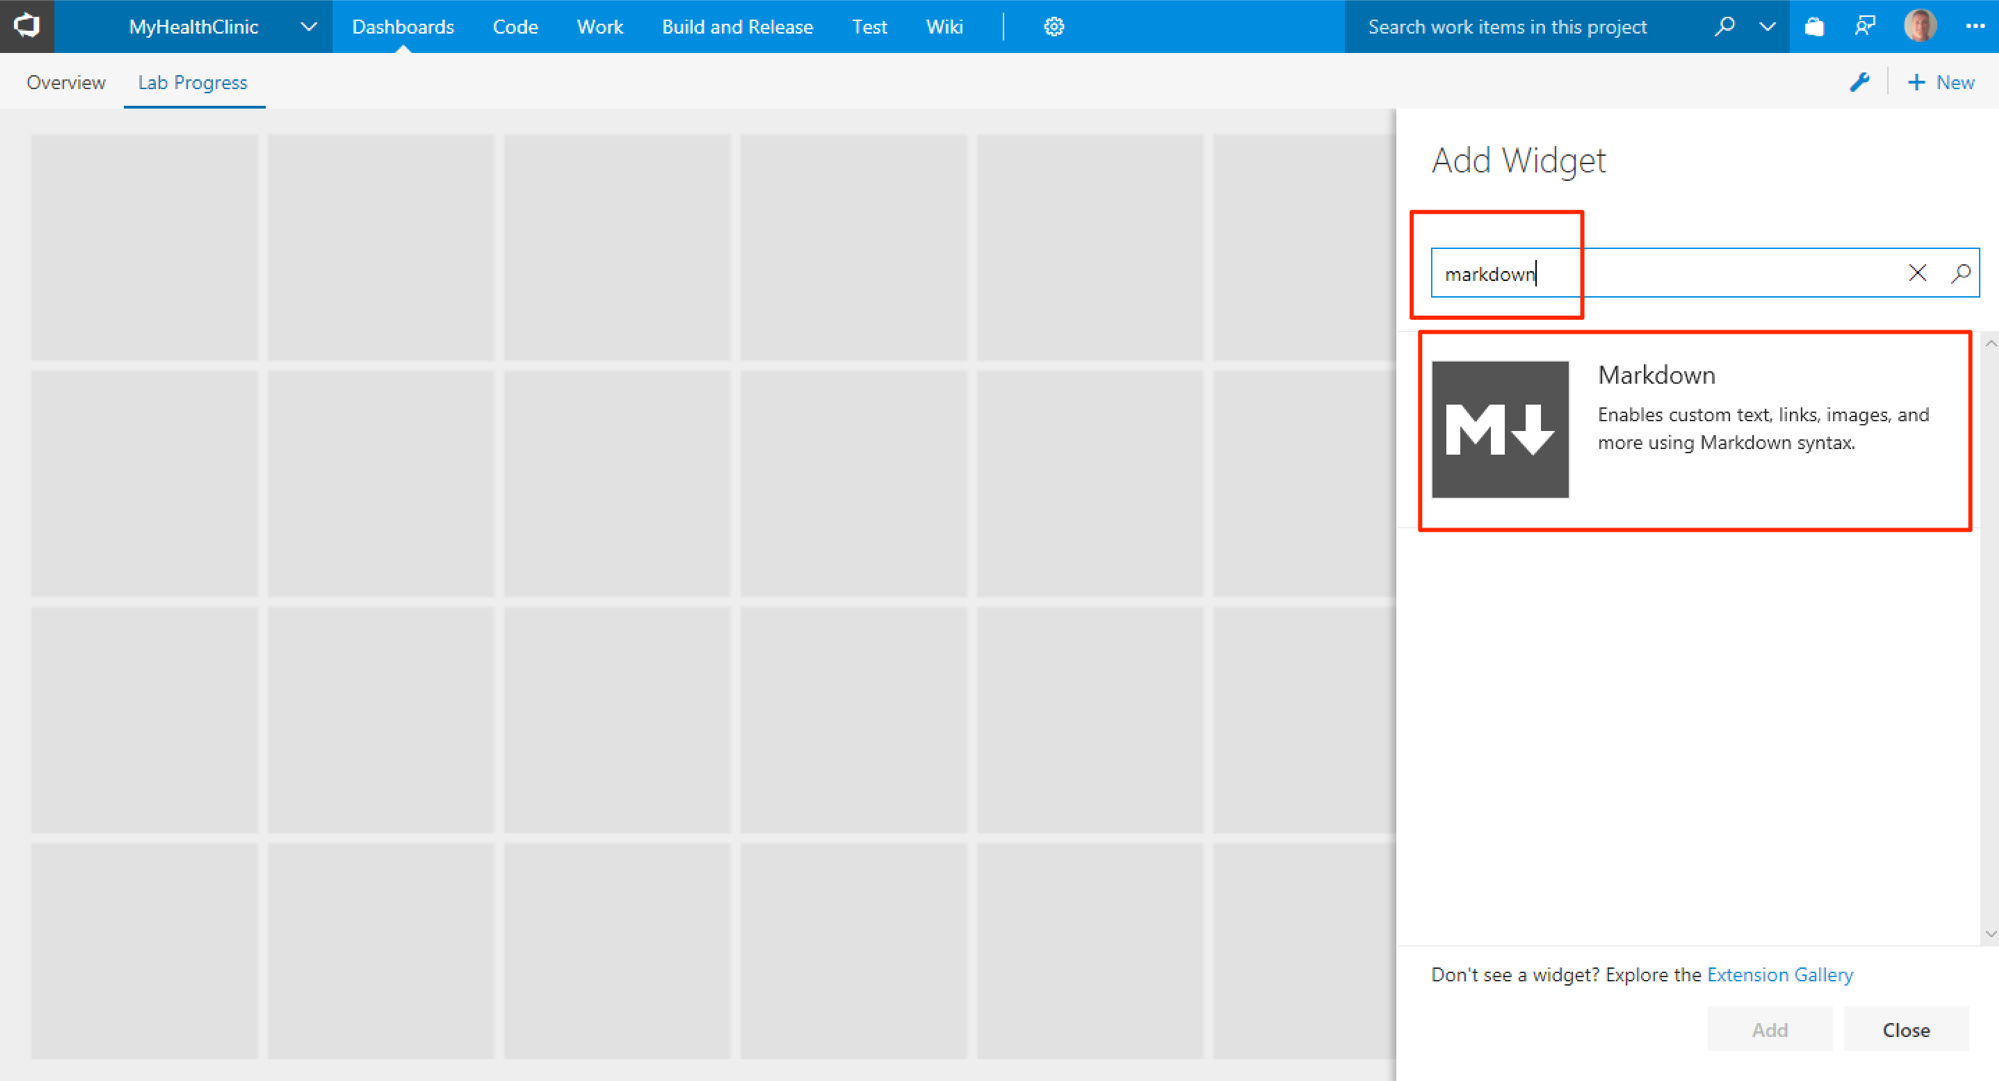 MyHealthClinic Dashboards Code Work Build and Release Test Wiki Search work items in this project
Overview Lab Progress New
Add Widget
markdown
Markdown
Enables custom text, links, images, and
more using Markdown syntax.
M
Don't see a widget? Explore the Extension Gallery
Add Close